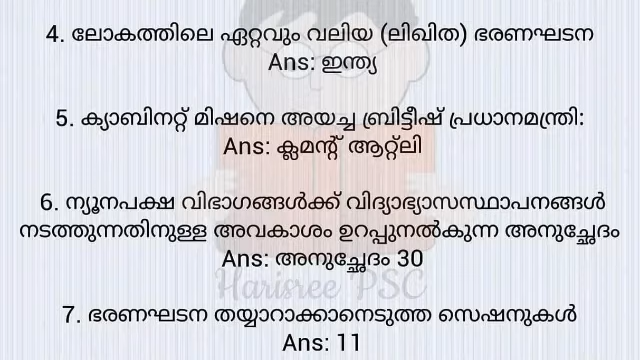 4. ലോകത്തിലെ ഏറ്റവും വലിയ (ലിഖിത) ഭരണഘടന
Ans: ഇന്ത്യ
5. ക്യാബിനറ്റ് മിഷനെ അയച്ച ബ്രിട്ടീഷ് പ്രധാനമന്ത്രി:
Ans: ക്ലമന്റ് ആറ്റ്ലി
6. ന്യൂനപക്ഷ വിഭാഗങ്ങൾക്ക് വിദ്യാഭ്യാസസ്ഥാപനങ്ങൾ
നടത്തുന്നതിനുള്ള അവകാശം ഉറപ്പുനൽകുന്ന അനുച്ഛേദം
Ans: അനുച്ഛേദം 30
Harisree PSC
7. ഭരണഘടന തയ്യാറാക്കാനെടുത്ത സെഷനുകൾ
Ans: 11